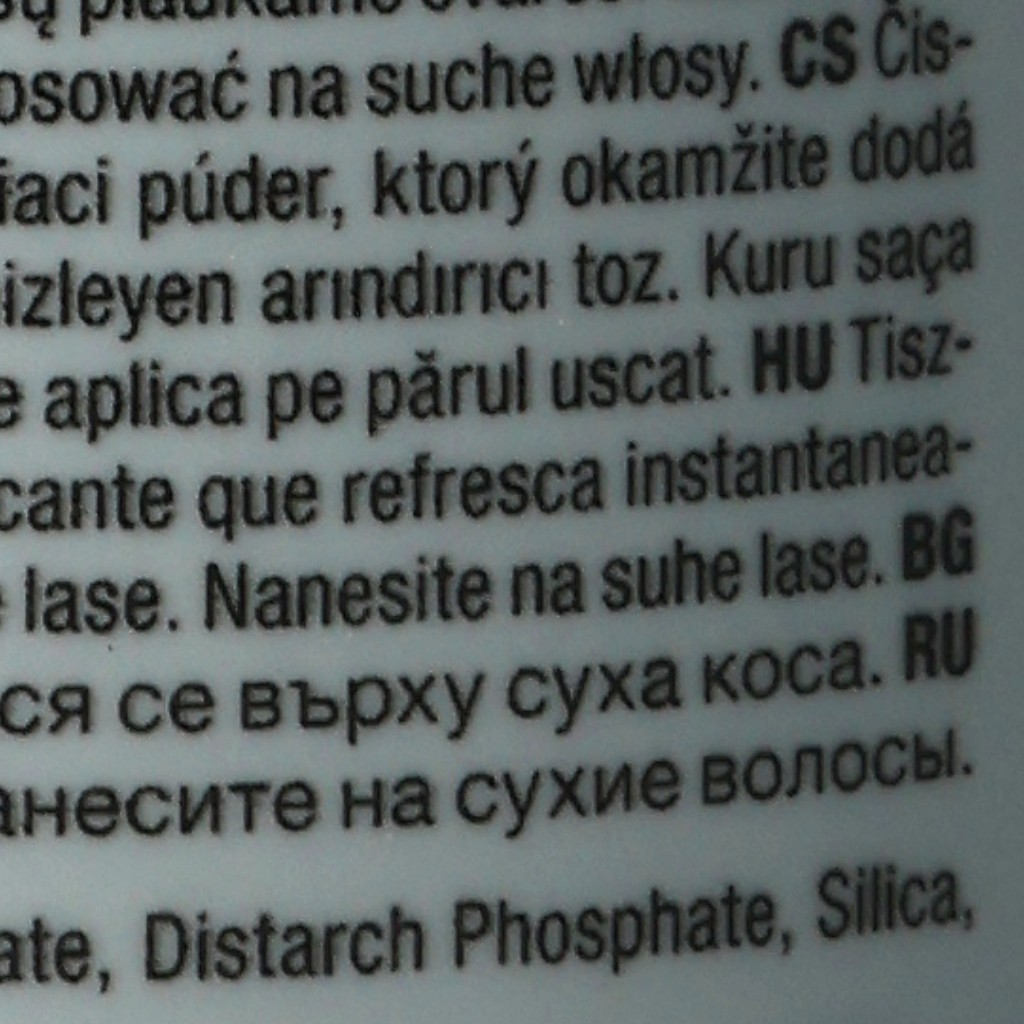 osować na suche włosy. CS Čis-
iaci púder, ktorý okamžite dodá
izleyen arındırıcı toz. Kuru saça
e aplica pe părul uscat. HU Tisz-
cante que refresca instantanea-
lase. Nanesite na suhe lase. BG
ся се върху суха коса. RU
анесите на сухие волосы.
ate, Distarch Phosphate, Silica,